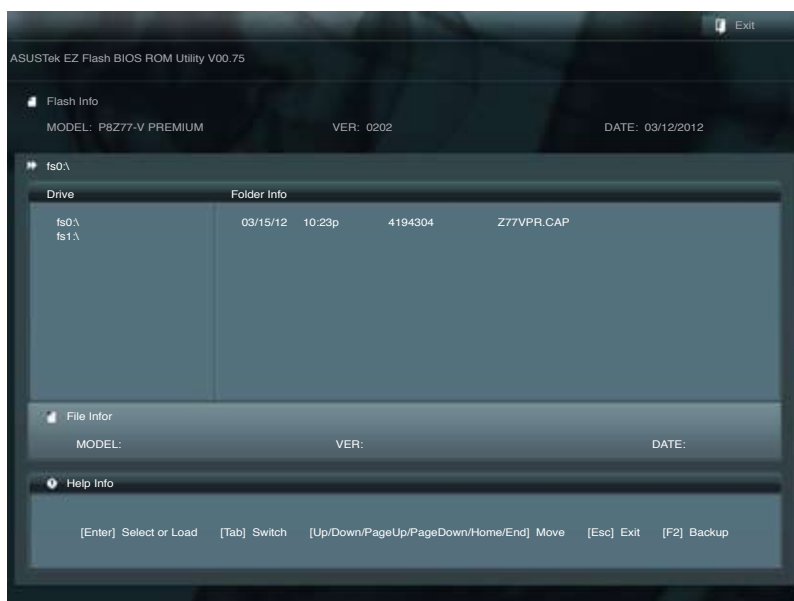 Exit
ASUSTek EZ Flash BIOS ROM Utility V00.75
Flash Info
MODEL: P8Z77-V PREMIUM VER: 0202 DATE: 03/12/2012
fs0:\
Drive Folder Info
fs0:\ 03/15/12 10:23p 4194304 Z77VPR.CAP
fs1:\
File Infor
MODEL: VER: DATE:
Help Info
[Enter] Select or Load [Tab] Switch [Up/Down/PageUp/PageDown/Home/End] Move [Esc] Exit [F2] Backup